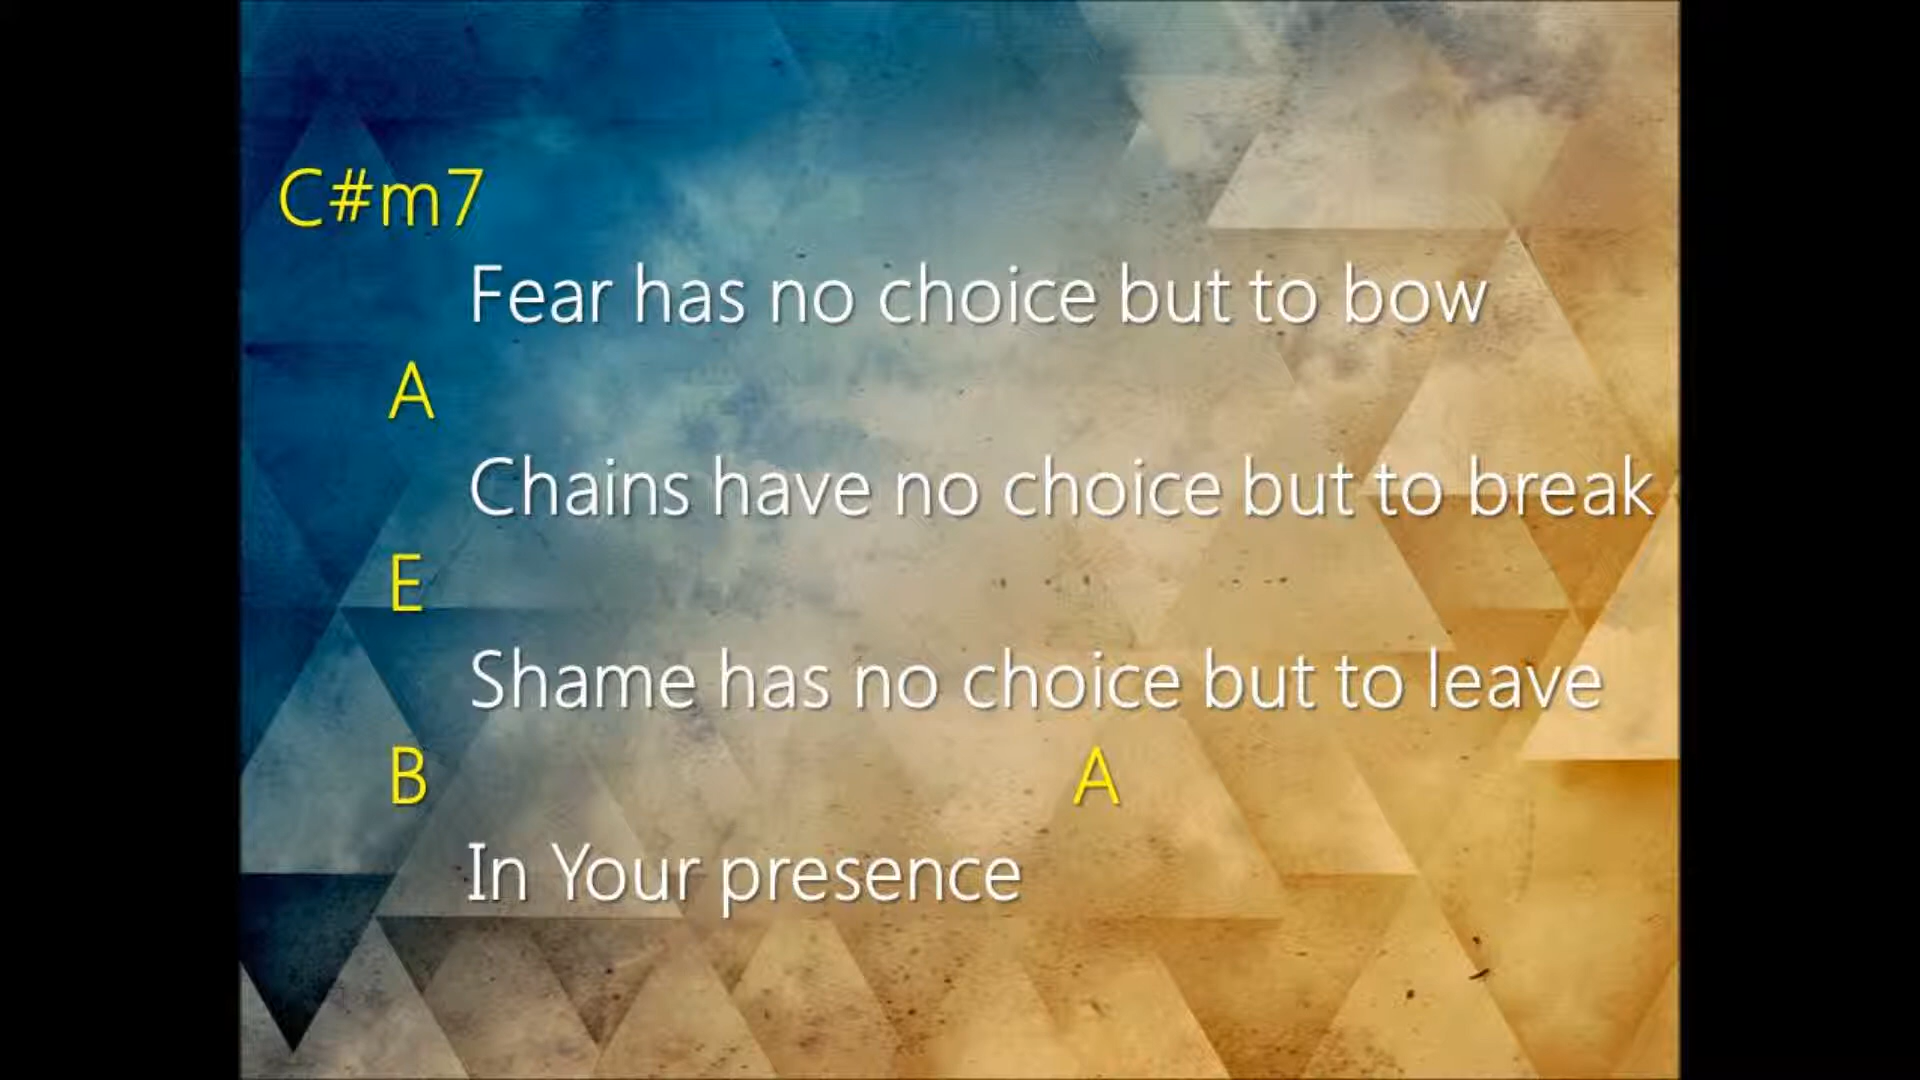 C#m7
Fear has no choice but to bow
A
Chains have no choice but to break
E
Shame has no choice but to leave
B A
In Your presence